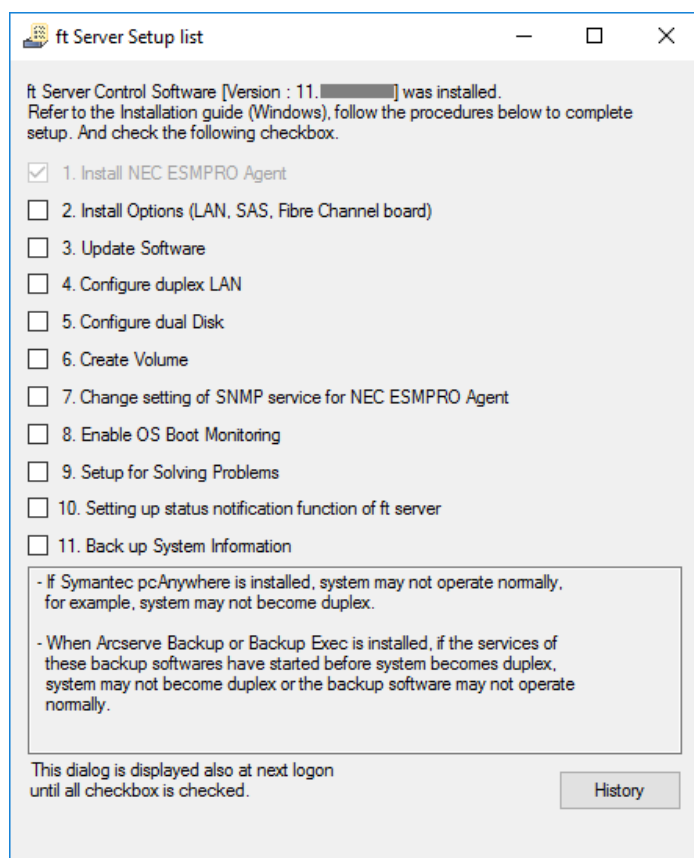 ft Server Setup list
ft Server Control Software [Version : 11. ] was installed.
Refer to the Installation guide (Windows), follow the procedures below to complete
setup. And check the following checkbox.
1. Install NEC ESMPRO Agent
2. Install Options (LAN, SAS, Fibre Channel board)
3. Update Software
4. Configure duplex LAN
5. Configure dual Disk
6. Create Volume
7. Change setting of SNMP service for NEC ESMPRO Agent
8. Enable OS Boot Monitoring
9. Setup for Solving Problems
10. Setting up status notification function of ft server
11. Back up System Information
- If Symantec pcAnywhere is installed, system may not operate normally,
for example, system may not become duplex.
- When Arcserve Backup or Backup Exec is installed, if the services of
these backup softwares have started before system becomes duplex,
system may not become duplex or the backup software may not operate
normally.
This dialog is displayed also at next logon
until all checkbox is checked.
History